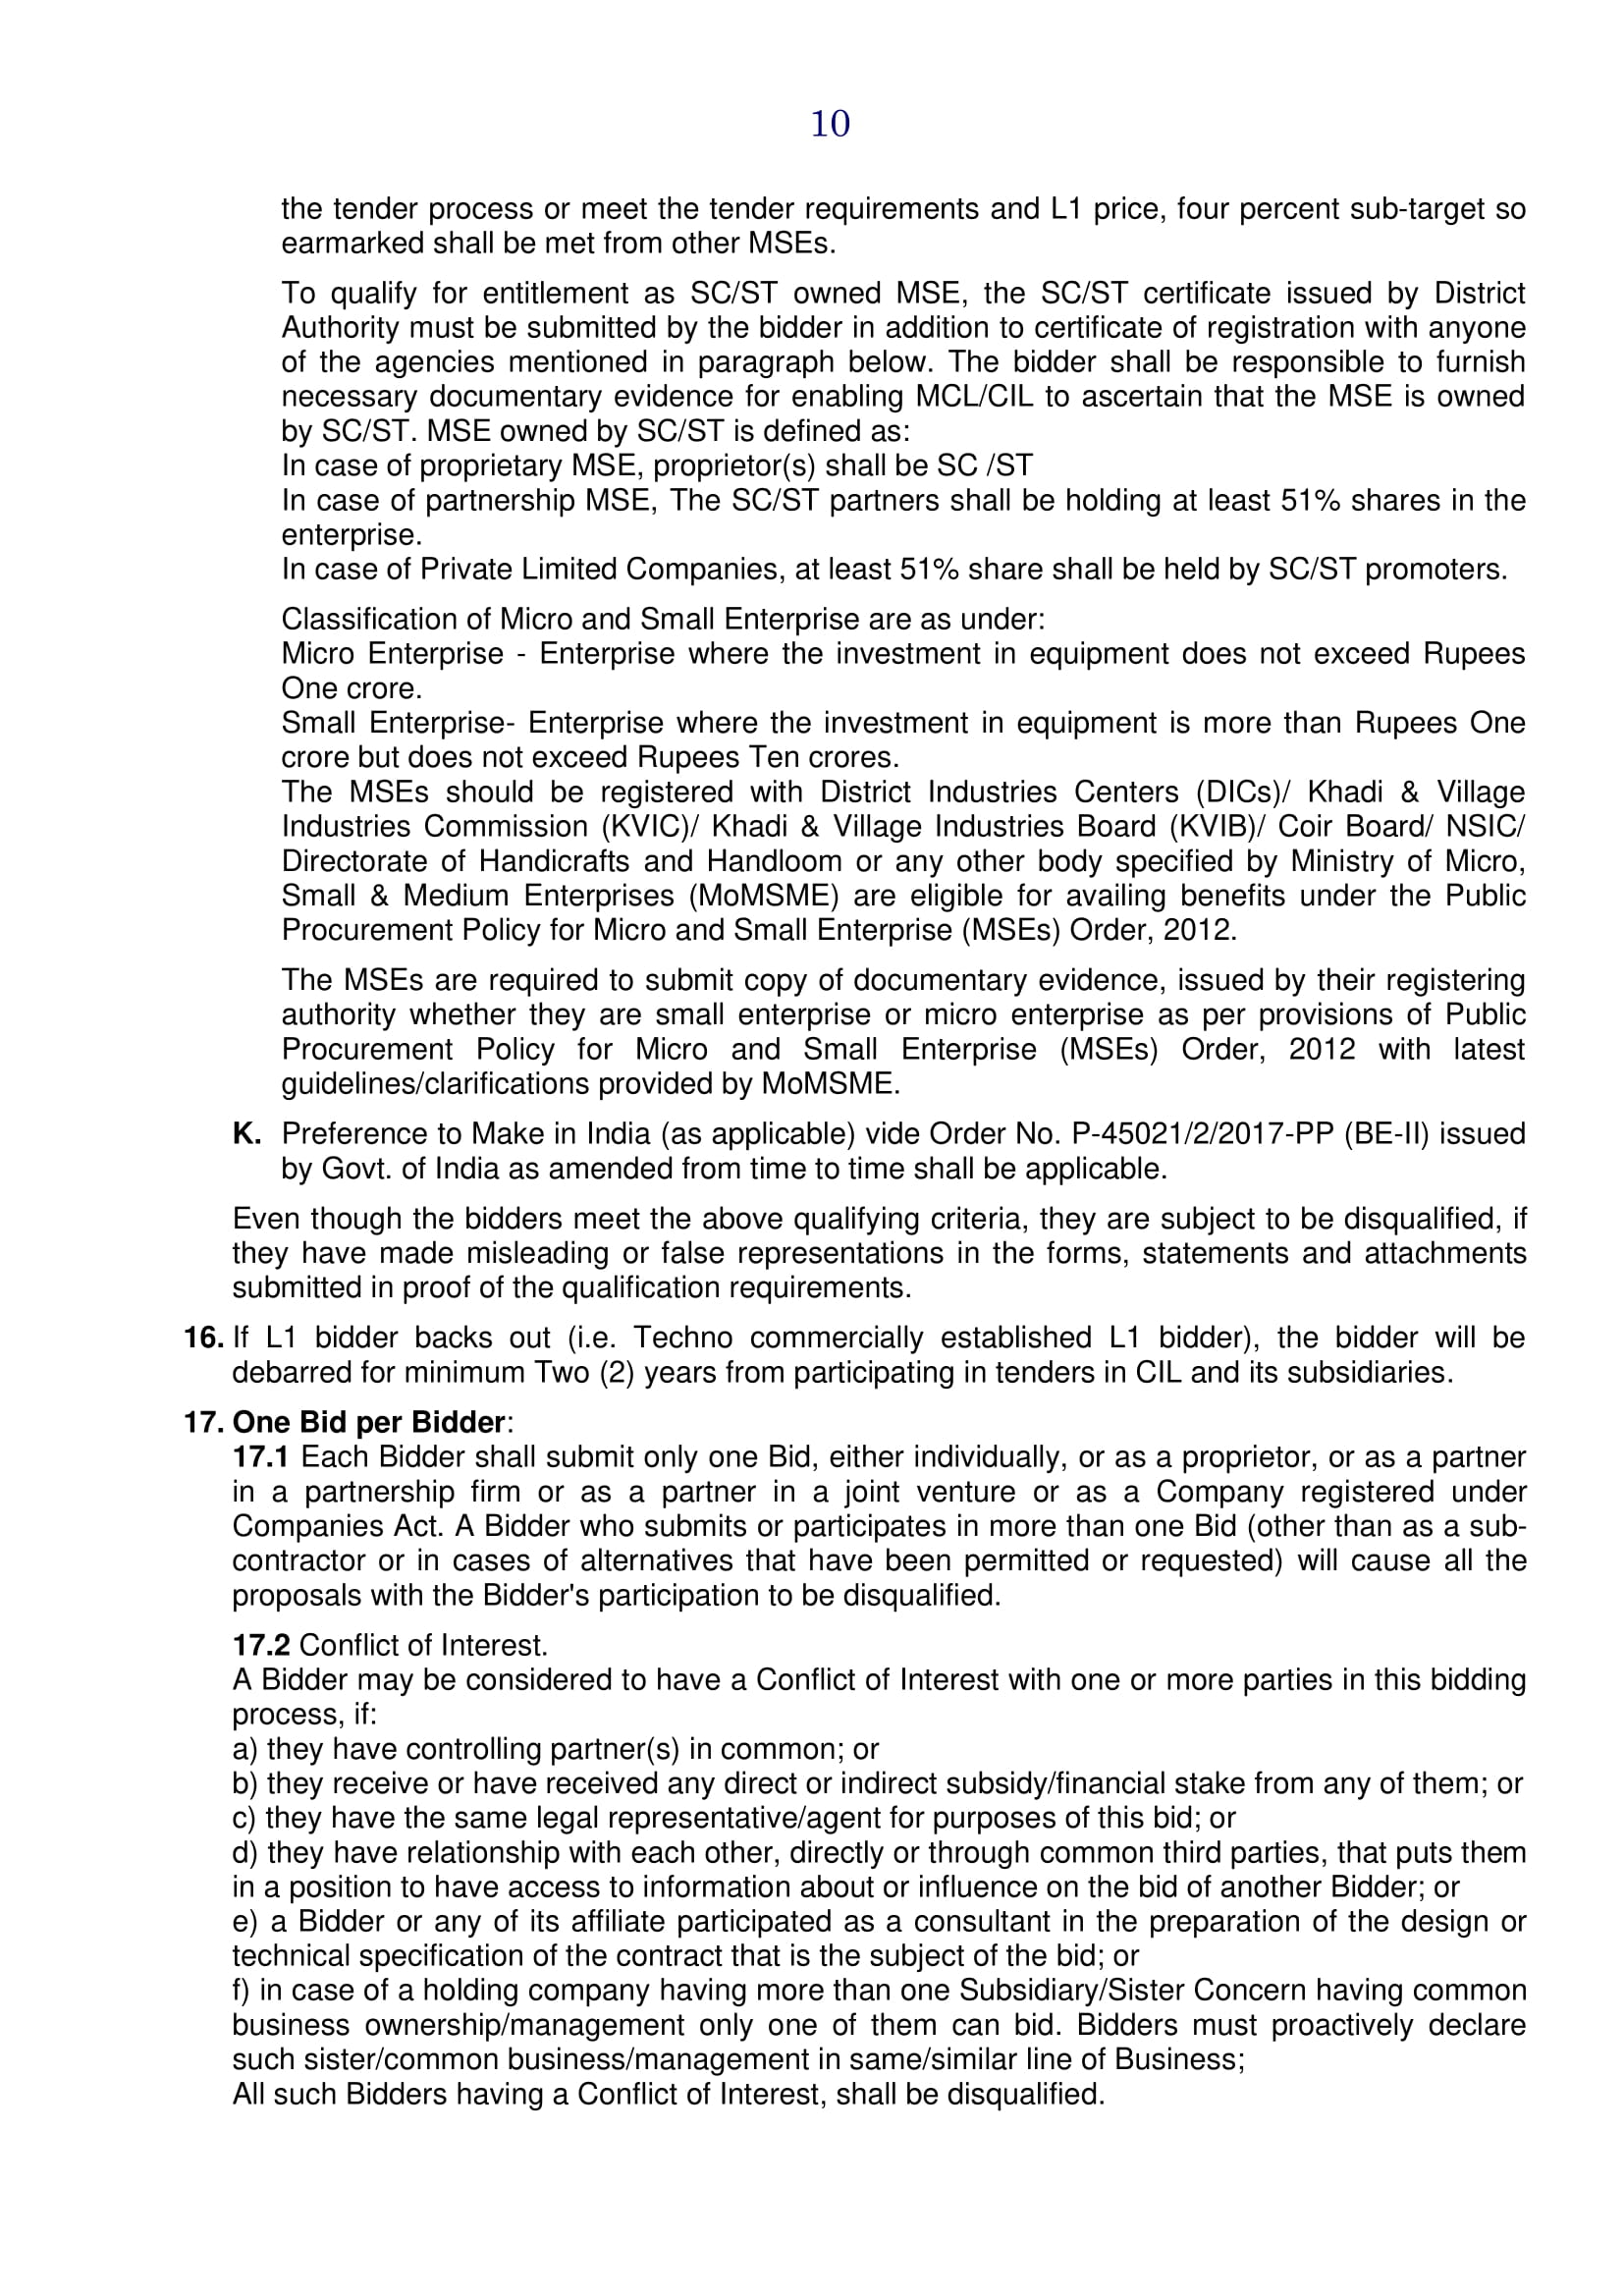 10
the tender process or meet the tender requirements and L1 price, four percent sub-target so
earmarked shall be met from other MSEs.
To qualify for entitlement as SC/ST owned MSE, the SC/ST certificate issued by District
Authority must be submitted by the bidder in addition to certificate of registration with anyone
of the agencies mentioned in paragraph below. The bidder shall be responsible to furnish
necessary documentary evidence for enabling MCL/CIL to ascertain that the MSE is owned
by SC/ST. MSE owned by SC/ST is defined as:
In case of proprietary MSE, proprietor(s) shall be SC /ST
In case of partnership MSE, The SC/ST partners shall be holding at least 51% shares in the
enterprise.
In case of Private Limited Companies, at least 51% share shall be held by SC/ST promoters.
Classification of Micro and Small Enterprise are as under:
Micro Enterprise - Enterprise where the investment in equipment does not exceed Rupees
One crore.
Small Enterprise- Enterprise where the investment in equipment is more than Rupees One
crore but does not exceed Rupees Ten crores.
The MSEs should be registered with District Industries Centers (DICs)/ Khadi & Village
Industries Commission (KVIC)/ Khadi & Village Industries Board (KVIB)/ Coir Board/ NSIC/
Directorate of Handicrafts and Handloom or any other body specified by Ministry of Micro,
Small & Medium Enterprises (MoMSME) are eligible for availing benefits under the Public
Procurement Policy for Micro and Small Enterprise (MSEs) Order, 2012.
The MSEs are required to submit copy of documentary evidence, issued by their registering
authority whether they are small enterprise or micro enterprise as per provisions of Public
Procurement Policy for Micro and Small Enterprise (MSEs) Order, 2012 with latest
guidelines/clarifications provided by MoMSME.
K. Preference to Make in India (as applicable) vide Order No. P-45021/2/2017-PP (BE-II) issued
by Govt. of India as amended from time to time shall be applicable.
Even though the bidders meet the above qualifying criteria, they are subject to be disqualified, if
they have made misleading or false representations in the forms, statements and attachments
submitted in proof of the qualification requirements.
16. If L1 bidder backs out (i.e. Techno commercially established L1 bidder), the bidder will be
debarred for minimum Two (2) years from participating in tenders in CIL and its subsidiaries.
17. One Bid per Bidder:
17.1 Each Bidder shall submit only one Bid, either individually, or as a proprietor, or as a partner
in a partnership firm or as a partner in a joint venture or as a Company registered under
Companies Act. A Bidder who submits or participates in more than one Bid (other than as a sub-
contractor or in cases of alternatives that have been permitted or requested) will cause all the
proposals with the Bidder's participation to be disqualified.
17.2 Conflict of Interest.
A Bidder may be considered to have a Conflict of Interest with one or more parties in this bidding
process, if:
a) they have controlling partner(s) in common; or
b) they receive or have received any direct or indirect subsidy/financial stake from any of them; or
c) they have the same legal representative/agent for purposes of this bid; or
d) they have relationship with each other, directly or through common third parties, that puts them
in a position to have access to information about or influence on the bid of another Bidder; or
e) a Bidder or any of its affiliate participated as a consultant in the preparation of the design or
technical specification of the contract that is the subject of the bid; or
f) in case of a holding company having more than one Subsidiary/Sister Concern having common
business ownership/management only one of them can bid. Bidders must proactively declare
such sister/common business/management in same/similar line of Business;
All such Bidders having a Conflict of Interest, shall be disqualified.